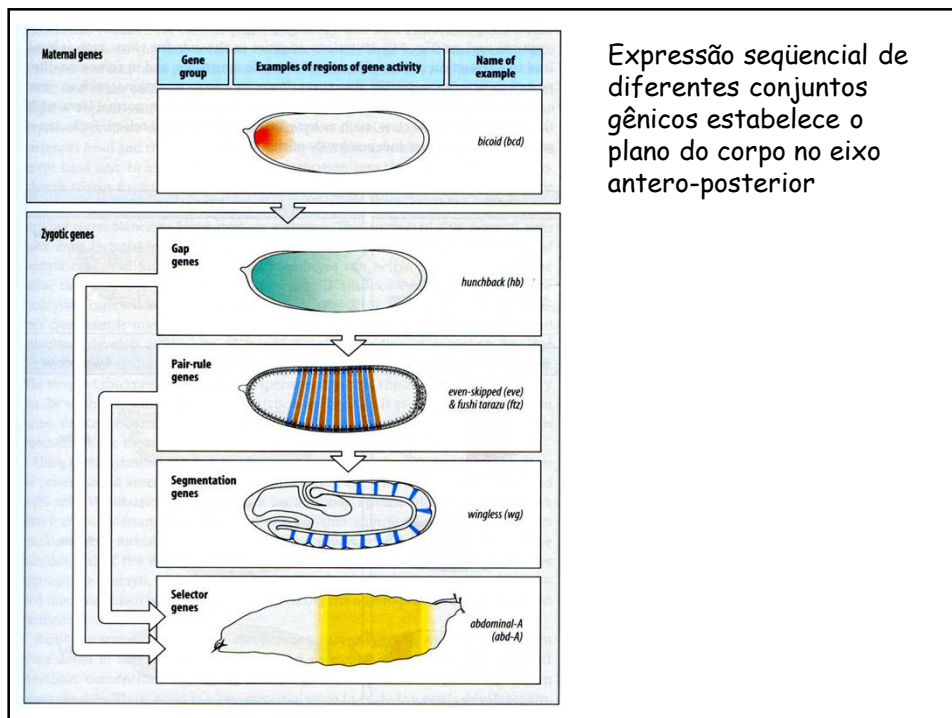 Maternal genes
Gene
group
Examples of regions of gene activity
Name of
example
bicoid (bcd)
Zygotic genes
Gap
genes
hunchback (hb)
Pair-rule
genes
even-skipped (eve)
& fushi tarazu (ftz)
Segmentation
genes
wingless (wg)
Selector
genes
abdominal-A
(abd-A)
Expressão seqüencial de
diferentes conjuntos
gênicos estabelece o
plano do corpo no eixo
antero-posterior